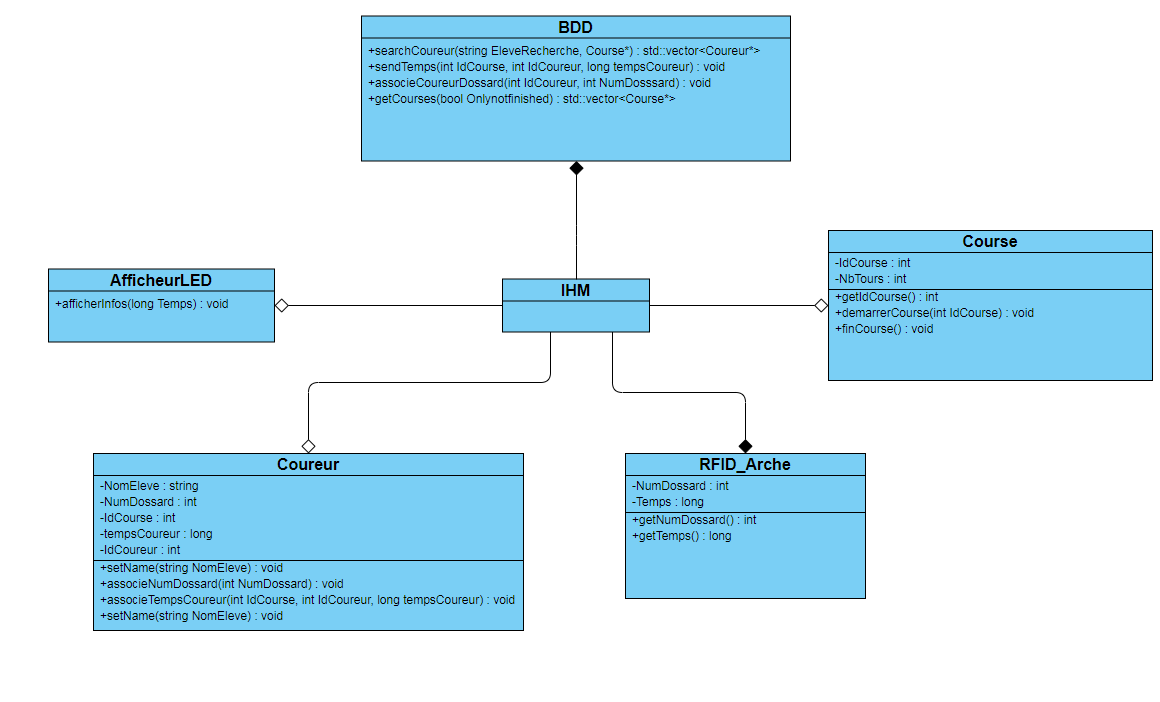 BDD
+searchCoureur(string EleveRecherche, Course*) : std::vector<Coureur*>
+sendTemps(int IdCourse, int IdCoureur, long tempsCoureur) : void
+associeCoureurDossard(int IdCoureur, int NumDosssard) : void
+getCourses(bool Onlynotfinished) : std::vector<Course*>
Course
-IdCourse : int
-NbTours : int
+getIdCourse() : int
+demarrerCourse(int IdCourse) : void
+finCourse() : void
AfficheurLED
+afficherInfos(long Temps) : void
IHM
Coureur
-NomEleve : string
-NumDossard : int
-IdCourse : int
-tempsCoureur : long
-IdCoureur : int
+setName(string NomEleve) : void
+associeNumDossard(int NumDossard) : void
+associeTempsCoureur(int IdCourse, int IdCoureur, long tempsCoureur) : void
+setName(string NomEleve) : void
RFID_Arche
-NumDossard : int
-Temps : long
+getNumDossard() : int
+getTemps() : long